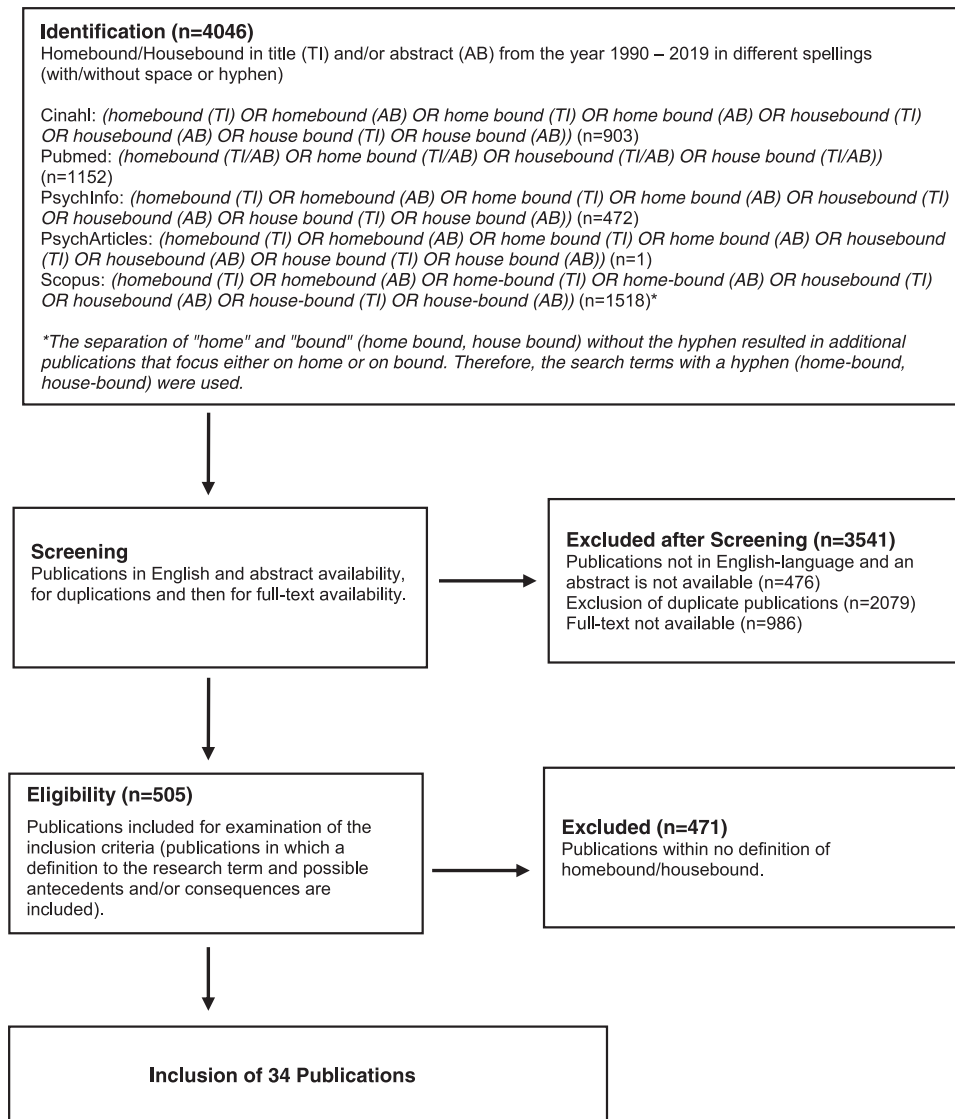 Identification (n=4046)
Homebound/Housebound in title (TI) and/or abstract (AB) from the year 1990 – 2019 in different spellings
(with/without space or hyphen)
Cinahl: (homebound (TI) OR homebound (AB) OR home bound (TI) OR home bound (AB) OR housebound (TI)
OR housebound (AB) OR house bound (TI) OR house bound (AB)) (n=903)
Pubmed: (homebound (TI/AB) OR home bound (TI/AB) OR housebound (TI/AB) OR house bound (TI/AB))
(n=1152)
PsychInfo: (homebound (TI) OR homebound (AB) OR home bound (TI) OR home bound (AB) OR housebound (TI)
OR housebound (AB) OR house bound (TI) OR house bound (AB)) (n=472)
PsychArticles: (homebound (TI) OR homebound (AB) OR home bound (TI) OR home bound (AB) OR housebound
(TI) OR housebound (AB) OR house bound (TI) OR house bound (AB)) (n=1)
Scopus: (homebound (TI) OR homebound (AB) OR home-bound (TI) OR home-bound (AB) OR housebound (TI)
OR housebound (AB) OR house-bound (TI) OR house-bound (AB)) (n=1518)*
*The separation of "home" and "bound" (home bound, house bound) without the hyphen resulted in additional
publications that focus either on home or on bound. Therefore, the search terms with a hyphen (home-bound,
house-bound) were used.
Screening
Publications in English and abstract availability,
for duplications and then for full-text availability.
Excluded after Screening (n=3541)
Publications not in English-language and an
abstract is not available (n=476)
Exclusion of duplicate publications (n=2079)
Full-text not available (n=986)
Eligibility (n=505)
Publications included for examination of the
inclusion criteria (publications in which a
definition to the research term and possible
antecedents and/or consequences are
included).
Excluded (n=471)
Publications within no definition of
homebound/housebound.
Inclusion of 34 Publications